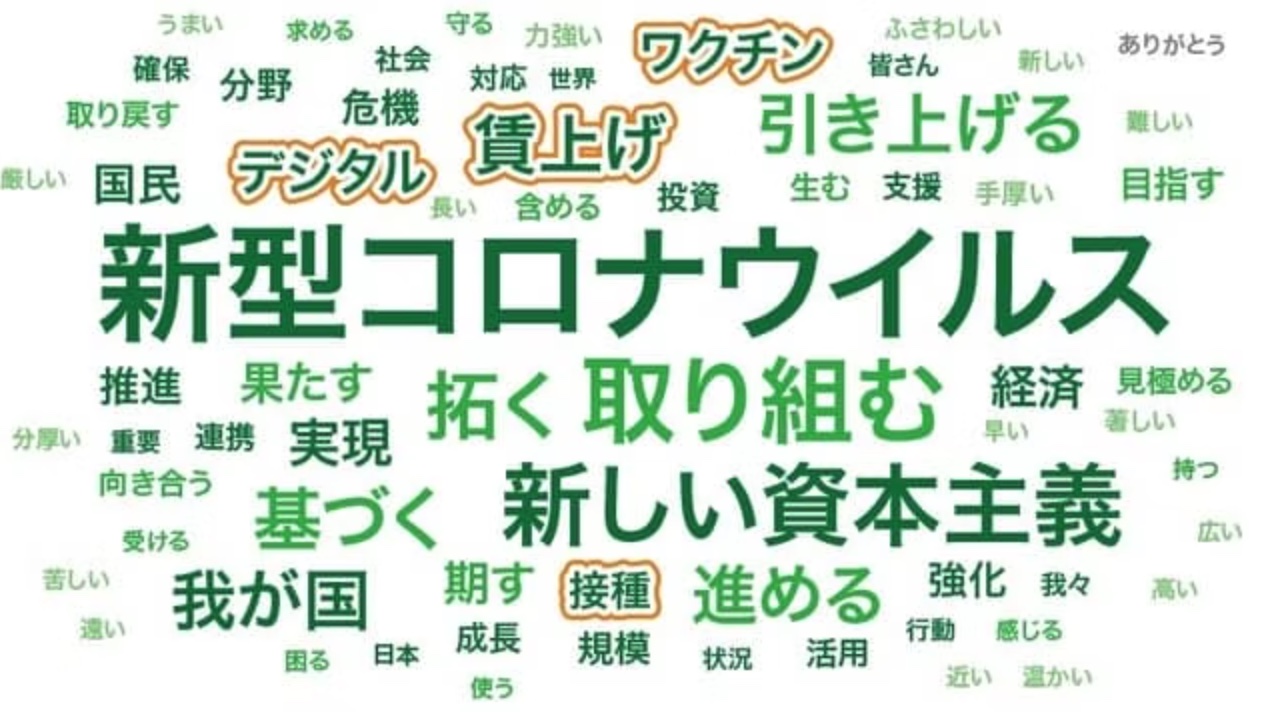 うまい 求める 守る 力強い ワクチン ふさわしい ありがとう
確保 分野 社会 対応 世界 皆さん 新しい
取り戻す 危機 賃上げ 引き上げる 難しい
厳しい 国民 デジタル 長い 含める 投資 生む 支援 手厚い 目指す
新型コロナウイルス
推進 果たす 拓く 取り組む 経済 見極める
分厚い 重要 連携 実現 早い 著しい
向き合う 基づく 新しい資本主義 持つ
受ける 広い
苦しい 我が国 期す 接種 進める 強化 我々 高い
遠い 困る 日本 成長 規模 状況 活用 行動 感じる
使う 近い 温かい